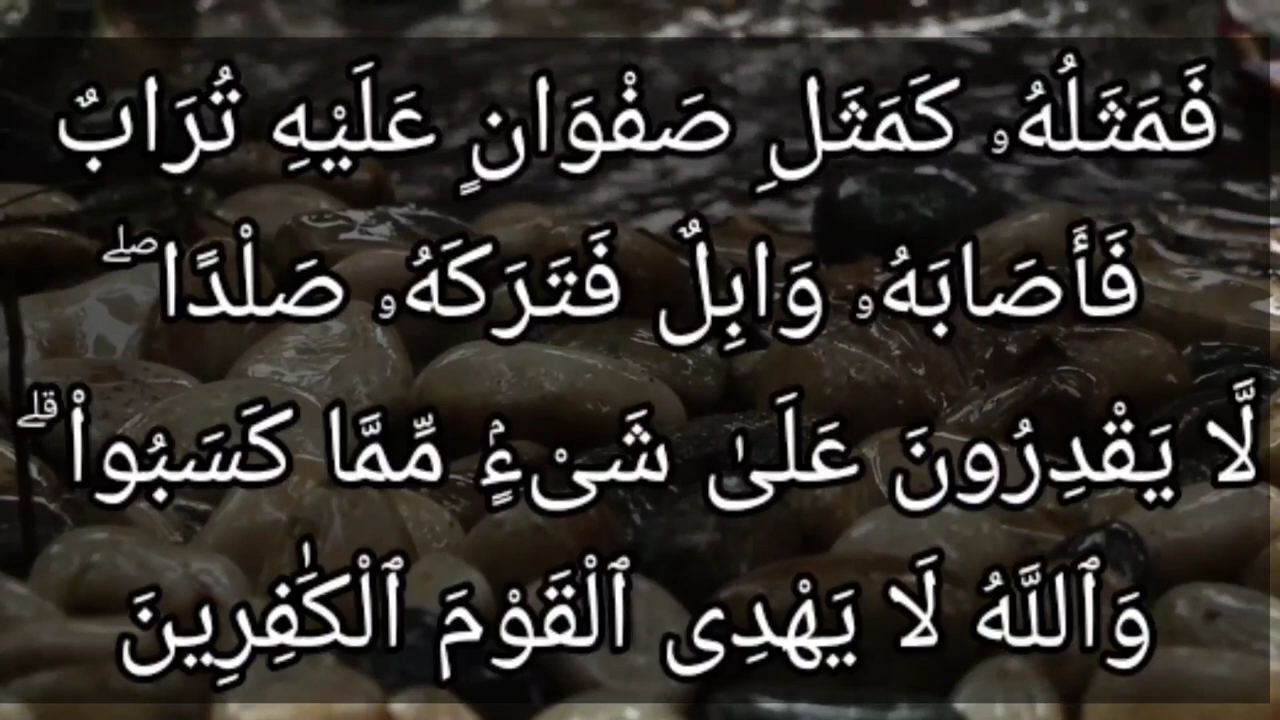 فَمَثَلُهُۥ كَمَثَلِ صَفْوَانٍ عَلَيْهِ تُرَابٌ
فَأَصَابَهُۥ وَابِلٌ فَتَرَكَهُۥ صَلْدًا ۖ
لَّا يَقْدِرُونَ عَلَىٰ شَىْءٍۢ مِّمَّا كَسَبُوا۟ ۗ
وَٱللَّهُ لَا يَهْدِى ٱلْقَوْمَ ٱلْكَٰفِرِينَ